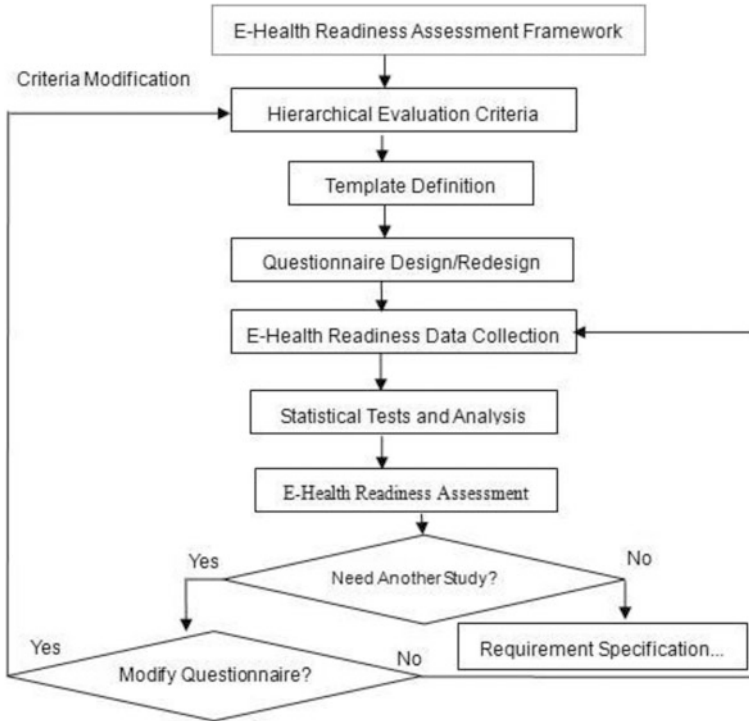 E-Health Readiness Assessment Framework
Criteria Modification
Hierarchical Evaluation Criteria
Template Definition
Questionnaire Design/Redesign
E-Health Readiness Data Collection
Statistical Tests and Analysis
E-Health Readiness Assessment
Yes
Need Another Study?
No
Yes
Modify Questionnaire?
No
Requirement Specification...